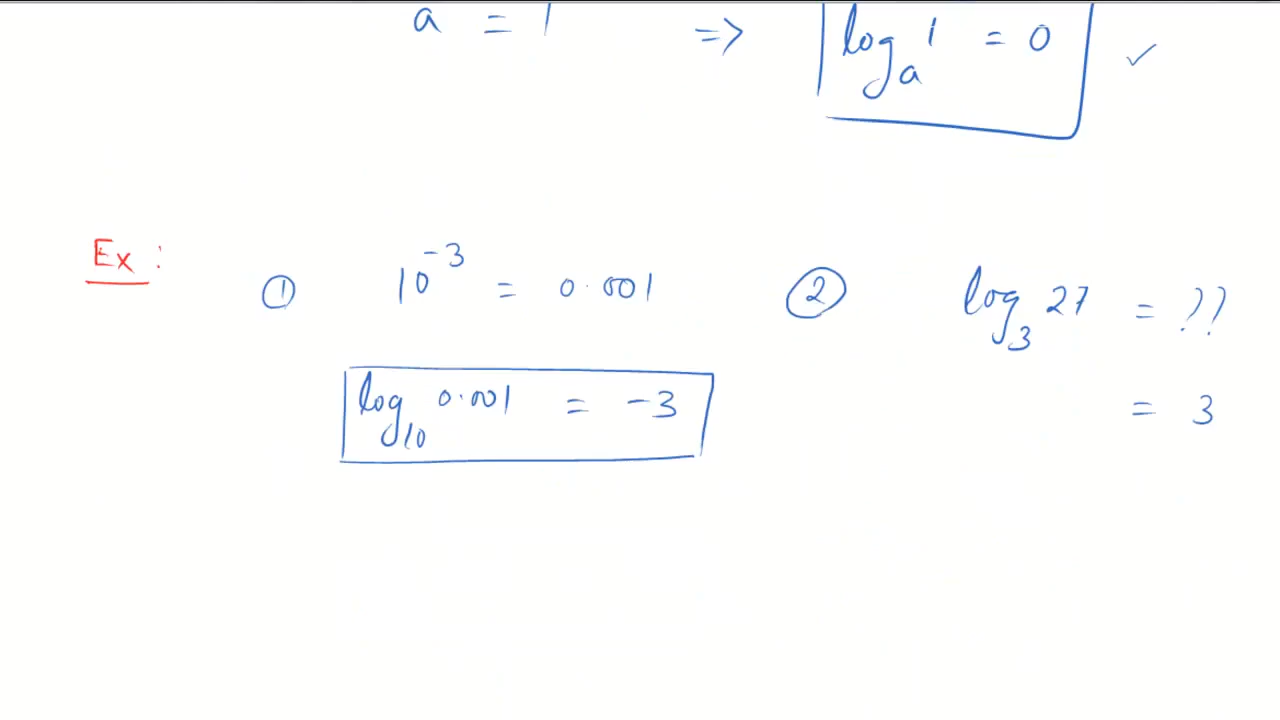 a = 1 => log_a 1 = 0 ✓
Ex :
① 10^-3 = 0.001 ② log_3 27 = ??
log_10 0.001 = -3 = 3